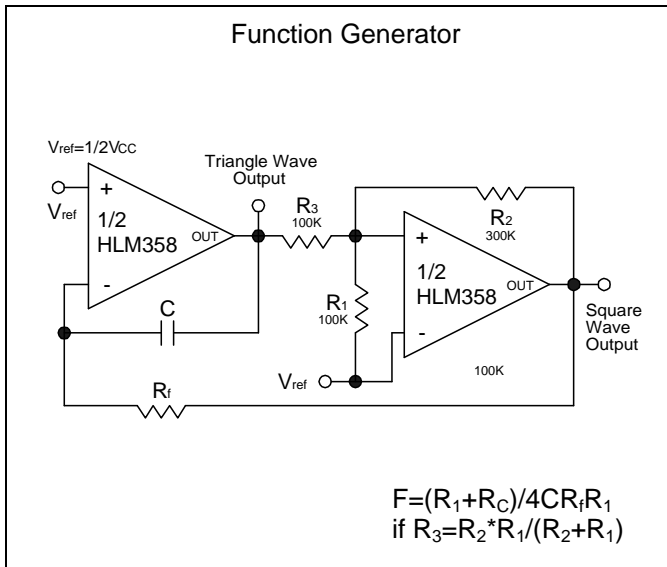 Function Generator
Vref=1/2VCC
Vref
+
1/2
HLM358
OUT
-
Triangle Wave
Output
R3
100K
R2
300K
+
1/2
HLM358
OUT
-
R1
100K
Square
Wave
Output
C
Vref
100K
Rf
F=(R1+RC)/4CRfR1
if R3=R2*R1/(R2+R1)